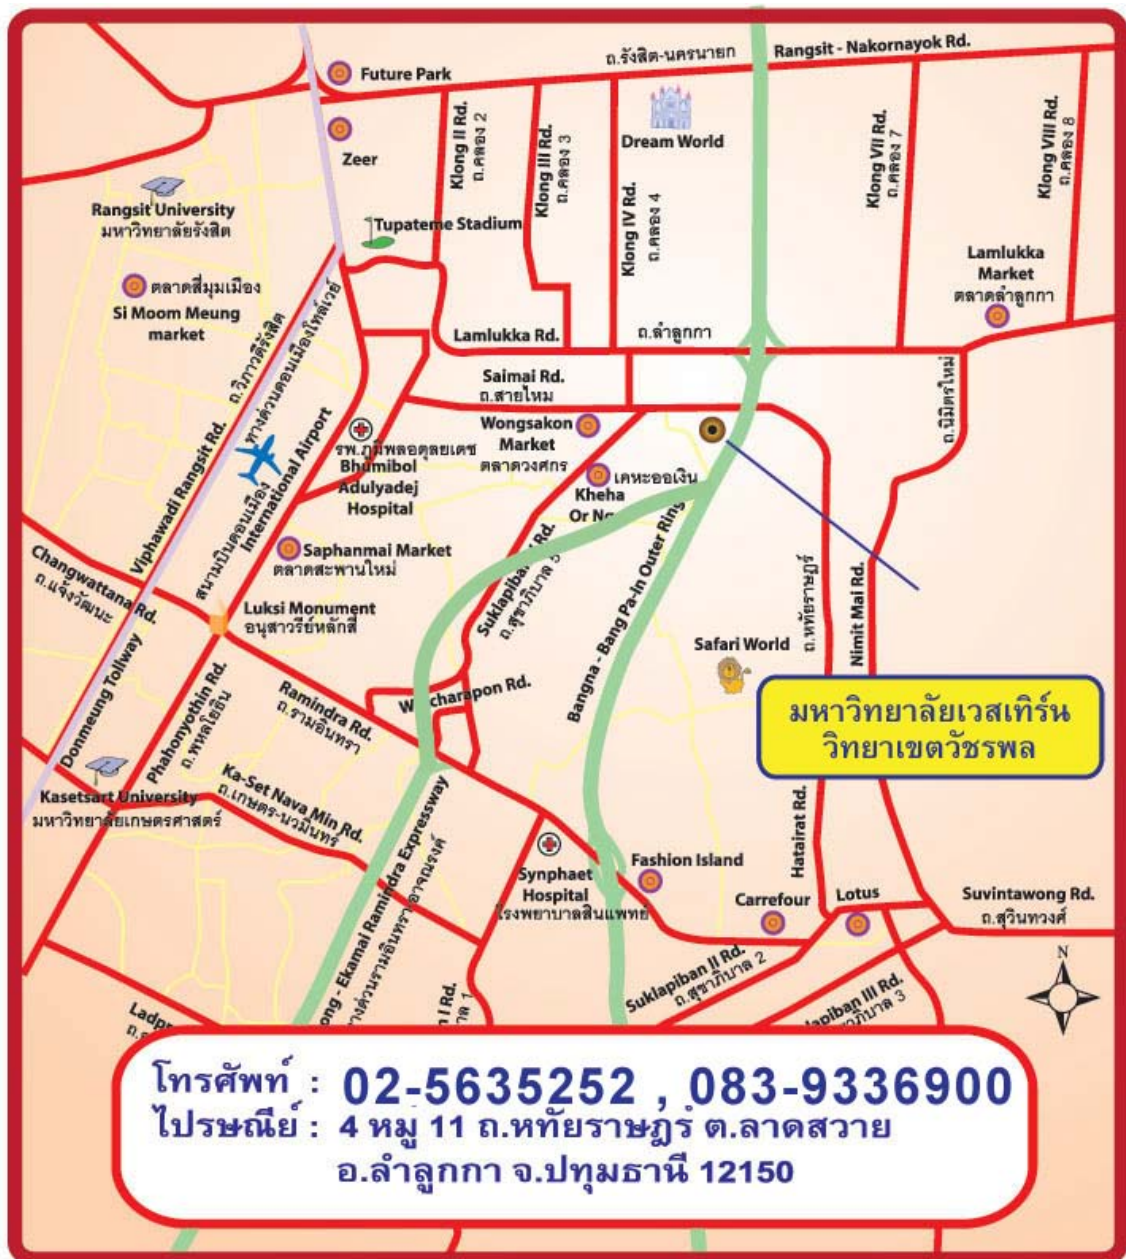 ถ.รังสิต-นครนายก
Rangsit - Nakornayok Rd.
Future Park
Zeer
Klong II Rd.
ถ.คลอง 2
Klong III Rd.
ถ.คลอง 3
Dream World
Klong IV Rd.
ถ.คลอง 4
Klong VII Rd.
ถ.คลอง 7
Klong VIII Rd.
ถ.คลอง 8
Rangsit University
มหาวิทยาลัยรังสิต
Tupateme Stadium
Lamlukka
Market
ตลาดลำลูกกา
ตลาดสี่มุมเมือง
Si Moom Meung
market
Lamlukka Rd.
ถ.ลำลูกกา
Saimai Rd.
ถ.สายไหม
ถ.นิมิตรใหม่
Viphawadi Rangsit Rd.
ถ.วิภาวดีรังสิต
ทางด่วนดอนเมืองโทล์เวย์
สนามบินดอนเมือง
International Airport
รพ.ภูมิพลอดุลยเดช
Bhumibol
Adulyadej
Hospital
Wongsakon
Market
ตลาดวงศกร
เคหะออเงิน
Kheha
Or
Saphanmai Market
ตลาดสะพานใหม่
Changwattana Rd.
ถ.แจ้งวัฒนะ
Luksi Monument
อนุสาวรีย์หลักสี่
ถ.สุขาภิบาล 5
Bangna - Bang Pa-In Outer Ring
ถ.หทัยราษฎร์
Nimit Mai Rd.
Safari World
Donmeung Tollway
Phahonyothin Rd.
ถ.พหลโยธิน
Ramindra Rd.
ถ.รามอินทรา
มหาวิทยาลัยเวสเทิร์น
วิทยาเขตวัชรพล
Kasetsart University
มหาวิทยาลัยเกษตรศาสตร์
Ka-Set Nava Min Rd.
ถ.เกษตร-นวมินทร์
- Ekamai Ramindra Expressway
Synphaet
Hospital
โรงพยาบาลสินแพทย์
Fashion Island
Hatairat Rd.
Carrefour
Lotus
Suvintawong Rd.
ถ.สุวินทวงศ์
Suklapiban II Rd.
ถ.สุขาภิบาล 2
N
โทรศัพท์ : 02-5635252 , 083-9336900
ไปรษณีย์ : 4 หมู่ 11 ถ.หทัยราษฎร์ ต.ลาดสวาย
อ.ลำลูกกา จ.ปทุมธานี 12150